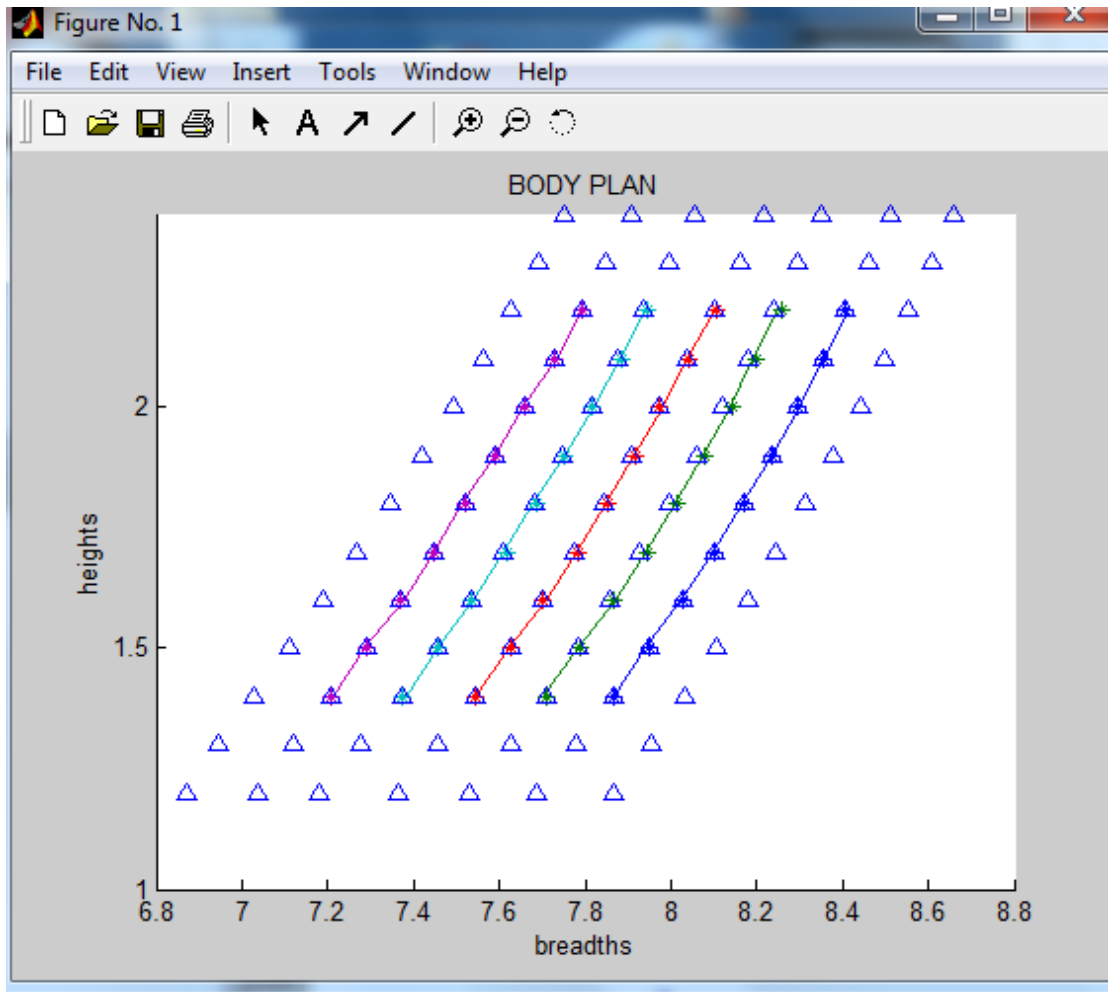 Figure No. 1
File Edit View Insert Tools Window Help
A
BODY PLAN
heights
2
1.5
1
6.8 7 7.2 7.4 7.6 7.8 8 8.2 8.4 8.6 8.8
breadths